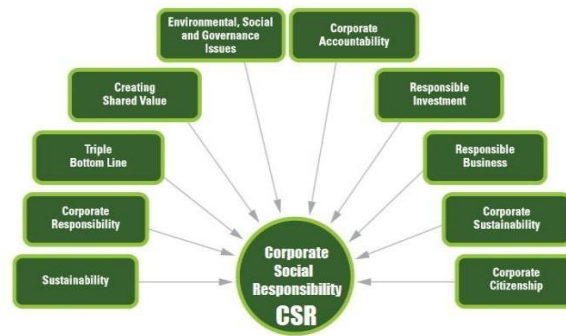 Environmental, Social
and Governance
Issues
Corporate
Accountability
Creating
Shared Value
Responsible
Investment
Triple
Bottom Line
Responsible
Business
Corporate
Responsibility
Corporate
Sustainability
Sustainability
Corporate
Citizenship
Corporate
Social
Responsibility
CSR